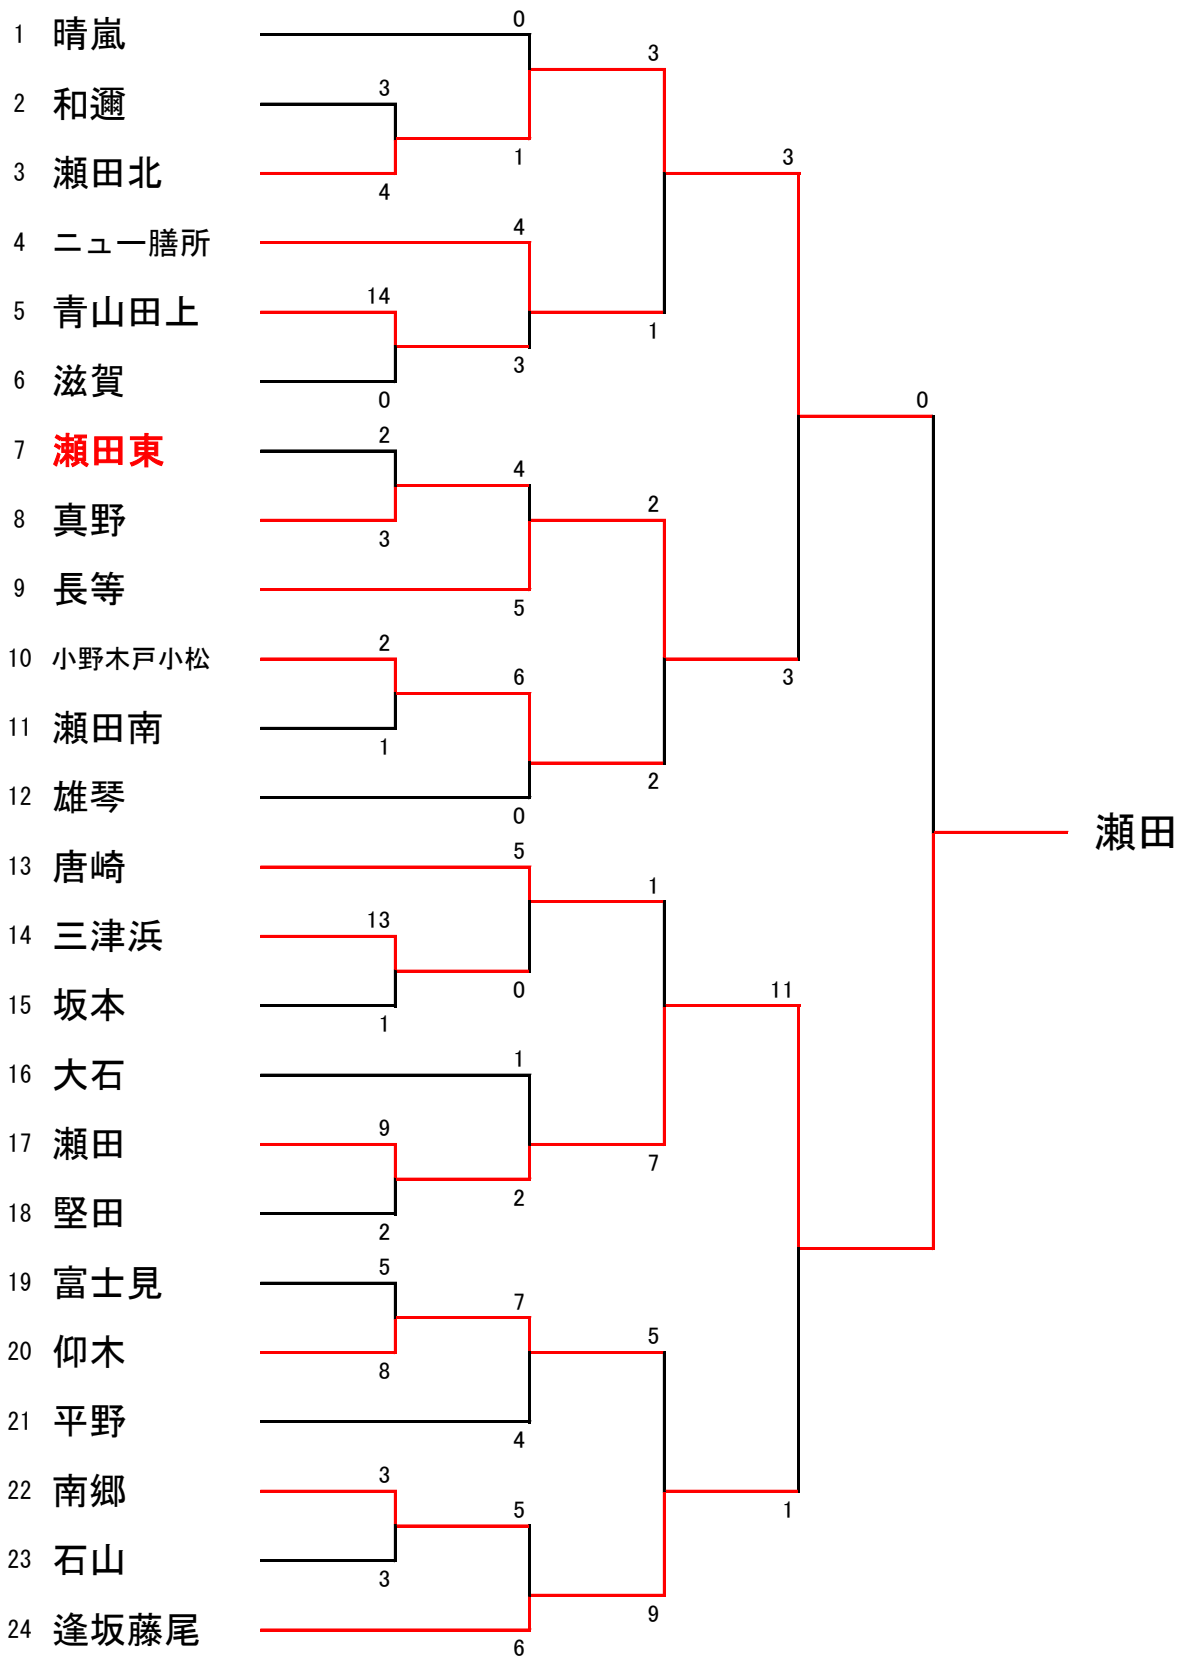 0
1 晴嵐
3
3
2 和邇
1
3
3 瀬田北
4
4
4 ニュー膳所
14
5 青山田上
1
3
6 滋賀
0
0
2
7 瀬田東
4
2
8 真野
3
9 長等
5
2
10 小野木戸小松
6
3
11 瀬田南
1
2
12 雄琴
0
瀬田
5
13 唐崎
1
13
14 三津浜
0
11
15 坂本
1
1
16 大石
9
17 瀬田
7
2
18 堅田
2
5
19 富士見
7
5
20 仰木
8
21 平野
4
3
22 南郷
5
1
23 石山
3
9
24 逢坂藤尾
6